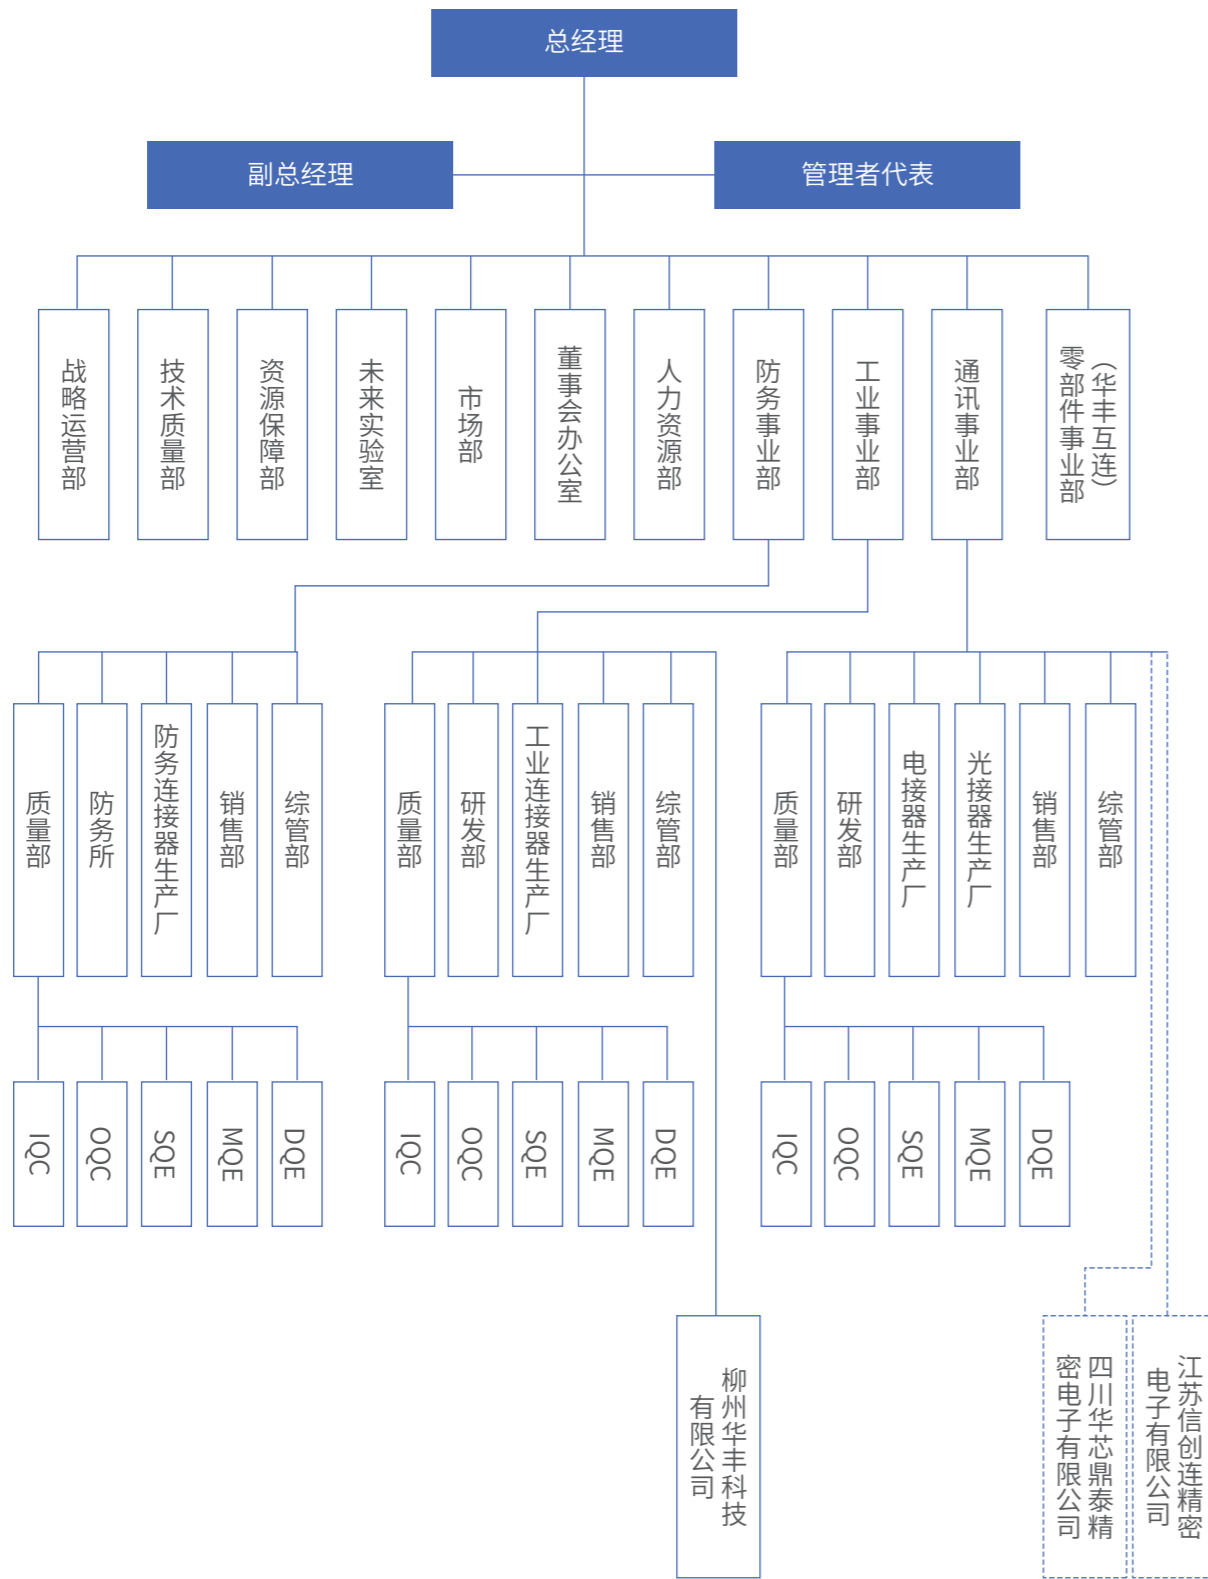 总经理
副总经理
管理者代表
战略运营部
技术质量部
资源保障部
未来实验室
市场部
董事会办公室
人力资源部
防务事业部
工业事业部
通讯事业部
(华丰互连)
零部件事业部
质量部
防务所
防务连接器生产厂
销售部
综管部
质量部
研发部
工业连接器生产厂
销售部
综管部
质量部
研发部
电接器生产厂
光接器生产厂
销售部
综管部
IQC
OQC
SQE
MQE
DQE
IQC
OQC
SQE
MQE
DQE
IQC
OQC
SQE
MQE
DQE
柳州华丰科技
有限公司
四川华芯鼎泰精
密电子有限公司
江苏信创连精密
电子有限公司